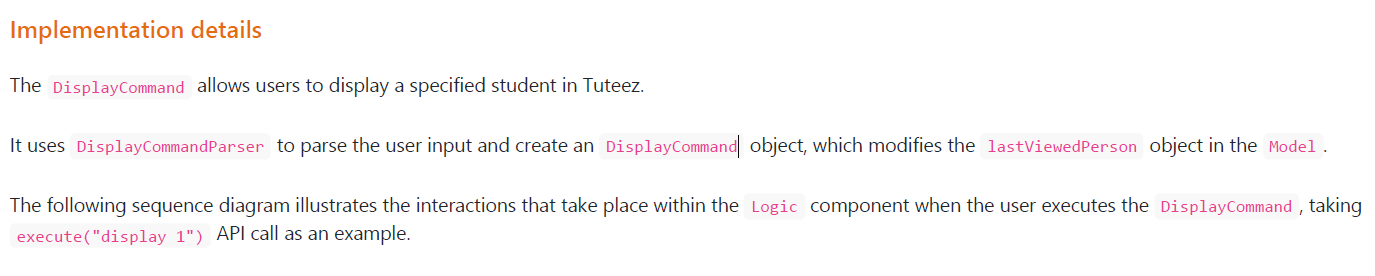 Implementation details
The DisplayCommand allows users to display a specified student in Tuteez.
It uses DisplayCommandParser to parse the user input and create an DisplayCommand object, which modifies the lastViewedPerson object in the Model.
The following sequence diagram illustrates the interactions that take place within the Logic component when the user executes the DisplayCommand, taking
execute("display 1") API call as an example.